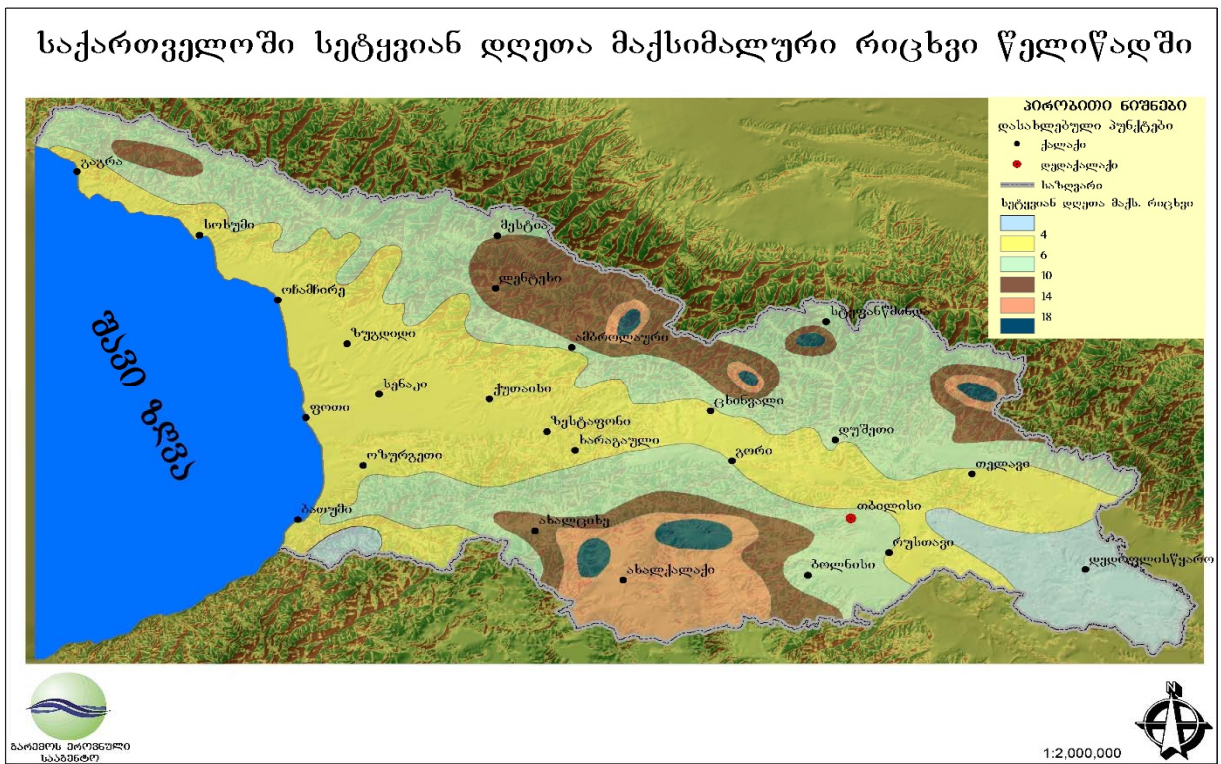 საქართველოში სეტყვიან დღეთა მაქსიმალური რიცხვი წელიწადში
პირობითი ნიშნები
დასახლებული პუნქტები
ქალაქი
დედაქალაქი
საზღვარი
სეტყვიან დღეთა მაქს. რიცხვი
4
6
10
14
18
გაგრა
სოხუმი
მესტია
ლენტეხი
ოჩამჩირე
სტეფანწმინდ
ზუგდიდი
ამბროლაური
შავი ზღვა
სენაკი
ქუთაისი
ფოთი
ცხინვალი
ზესტაფონი
დუშეთი
ხარაგაული
გორი
ოზურგეთი
თელავი
ბათუმი
თბილისი
ახალციხე
რუსთავი
ახალქალაქი
ბოლნისი
დედოფლისწყარო
გარემოს ეროვნული
სააგენტო
N
1:2,000,000